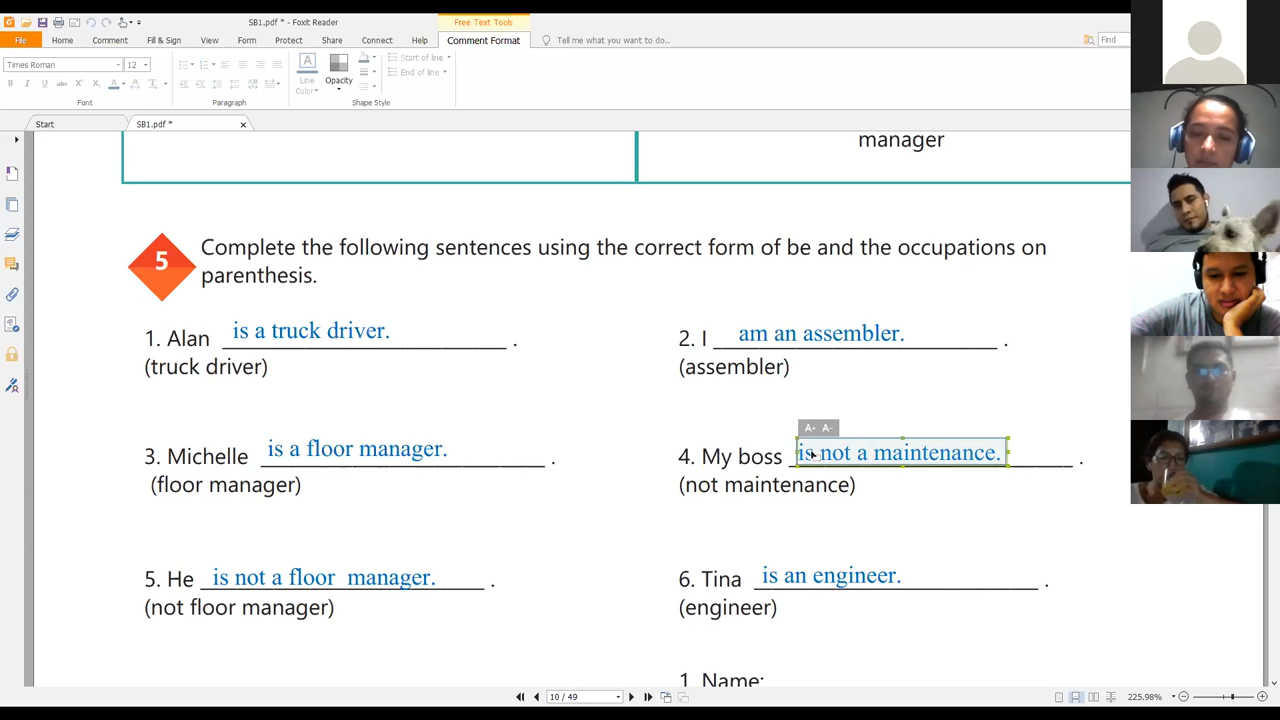 SB1.pdf * - Foxit Reader
Free Text Tools
File Home Comment Fill & Sign View Form Protect Share Connect Help Comment Format Tell me what you want to do.. Find
Times Roman 12
Line Color
Opacity
Start of line
End of line
Font Paragraph Shape Style
Start SB1.pdf *
manager
5 Complete the following sentences using the correct form of be and the occupations on
parenthesis.
1. Alan is a truck driver. .
(truck driver)
2. I am an assembler. .
(assembler)
A+ A-
3. Michelle is a floor manager. .
(floor manager)
4. My boss is not a maintenance. .
(not maintenance)
5. He is not a floor  manager. .
(not floor manager)
6. Tina is an engineer. .
(engineer)
1. Name:
10 / 49
225.98%